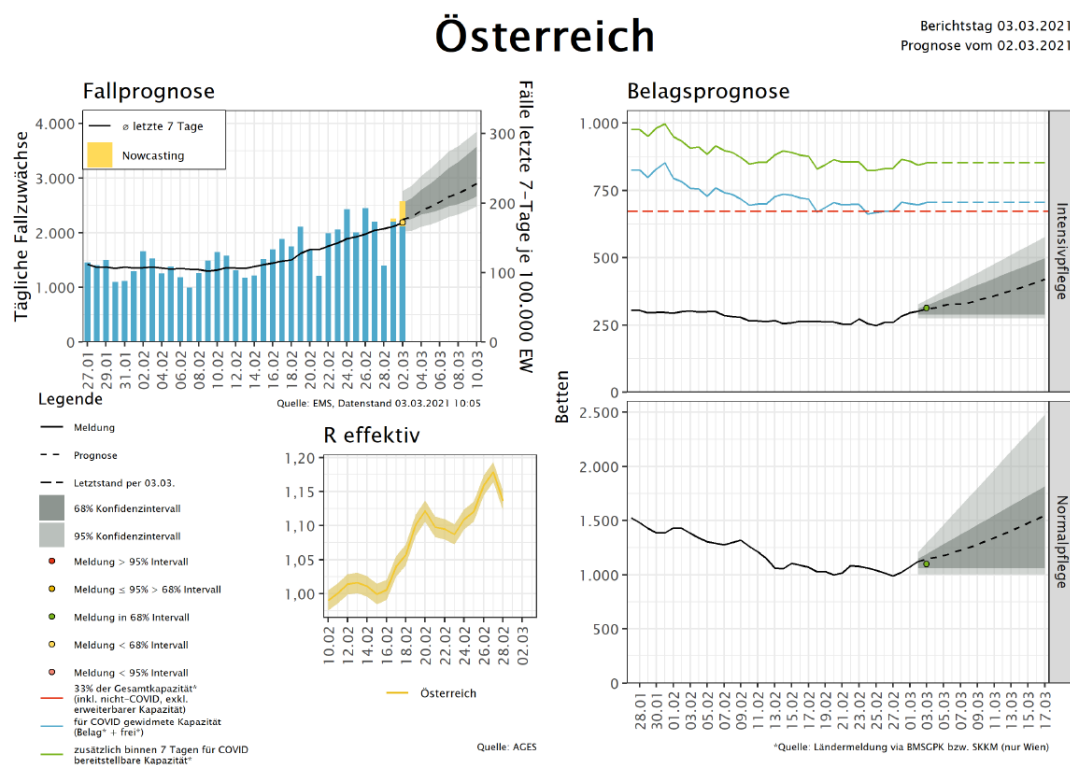 Österreich
Berichtstag 03.03.2021
Prognose vom 02.03.2021
Fallprognose
ø letzte 7 Tage
Nowcasting
Tägliche Fallzuwächse
Fälle letzte 7-Tage je 100.000 EW
4.000
3.000
2.000
1.000
0
300
200
100
0
27.01
29.01
31.01
02.02
04.02
06.02
08.02
10.02
12.02
14.02
16.02
18.02
20.02
22.02
24.02
26.02
28.02
02.03
04.03
06.03
08.03
10.03
Quelle: EMS, Datenstand 03.03.2021 10:05
Legende
Meldung
Prognose
Letztstand per 03.03.
68% Konfidenzintervall
95% Konfidenzintervall
Meldung > 95% Intervall
Meldung ≤ 95% > 68% Intervall
Meldung in 68% Intervall
Meldung < 68% Intervall
Meldung < 95% Intervall
33% der Gesamtkapazität*
(inkl. nicht-COVID, exkl.
erweiterbarer Kapazität)
für COVID gewidmete Kapazität
(Belag* + frei*)
zusätzlich binnen 7 Tagen für COVID
bereitstellbare Kapazität*
R effektiv
1,20
1,15
1,10
1,05
1,00
10.02
12.02
14.02
16.02
18.02
20.02
22.02
24.02
26.02
28.02
02.03
Österreich
Quelle: AGES
Belagsprognose
Betten
1.000
750
500
250
0
Intensivpflege
2.500
2.000
1.500
1.000
500
0
Normalpflege
28.01
30.01
01.02
03.02
05.02
07.02
09.02
11.02
13.02
15.02
17.02
19.02
21.02
23.02
25.02
27.02
01.03
03.03
05.03
07.03
09.03
11.03
13.03
15.03
17.03
*Quelle: Ländermeldung via BMSGPK bzw. SKKM (nur Wien)